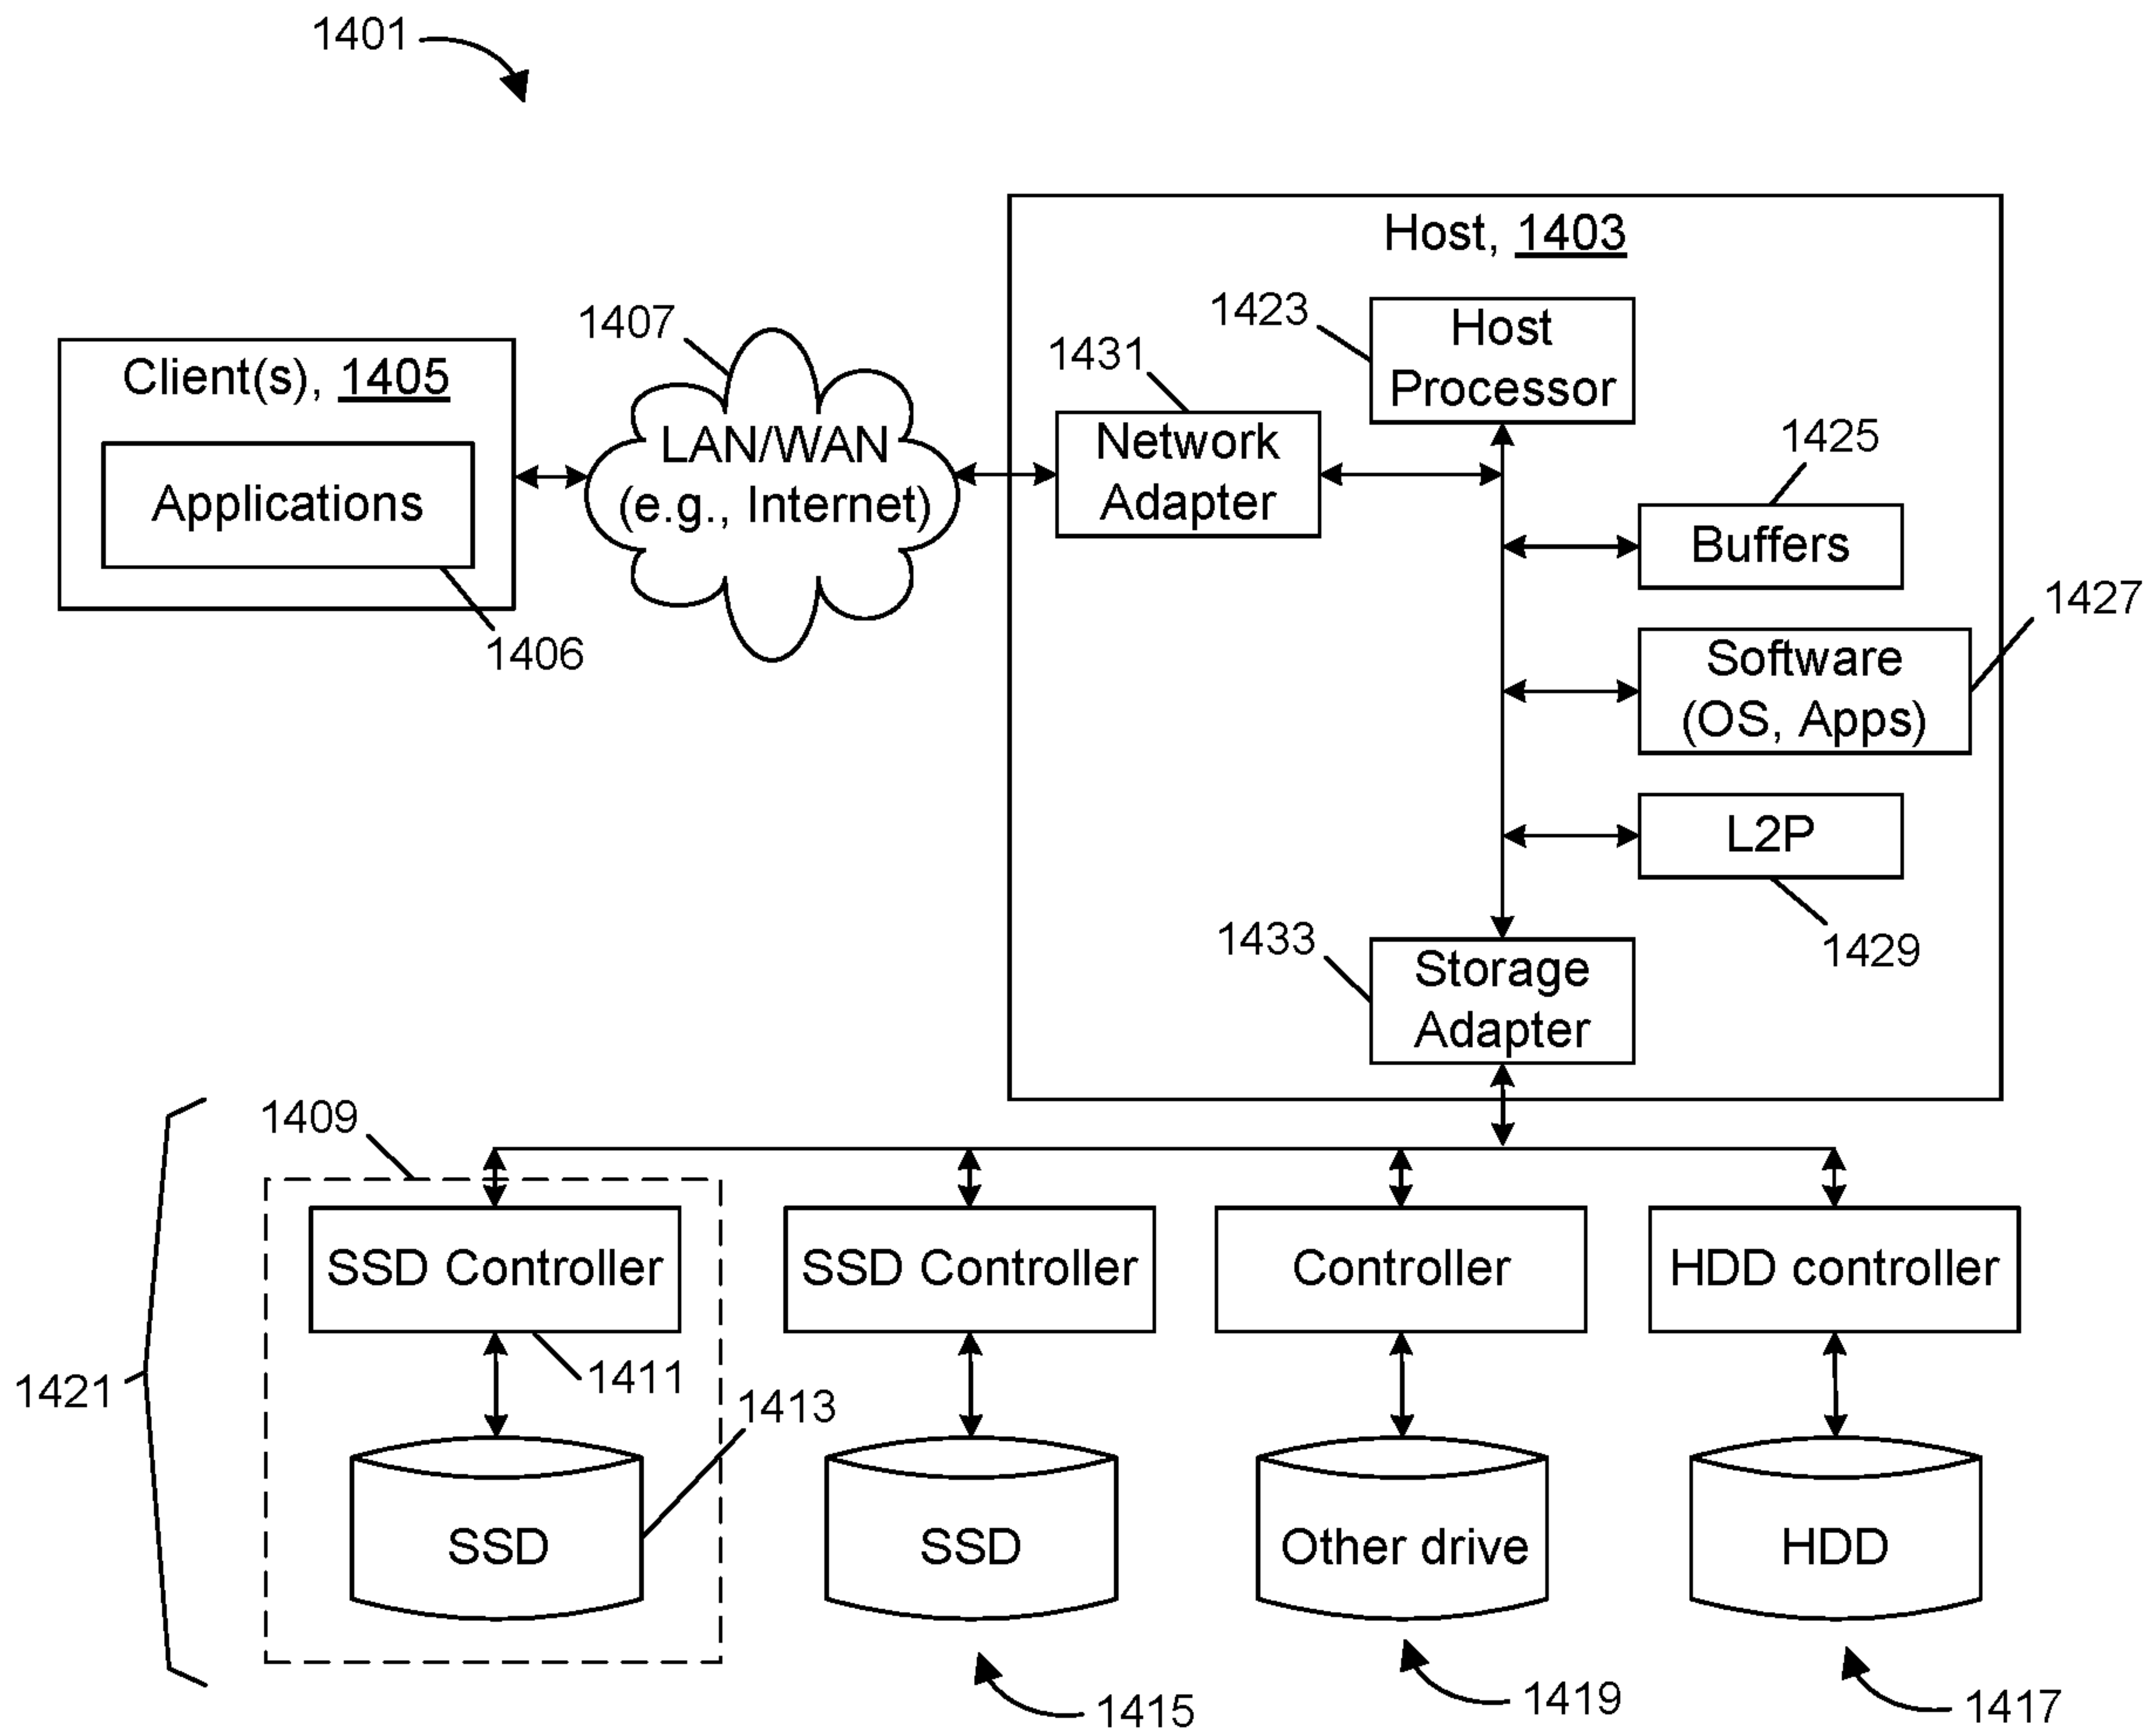 1401
Host, 1403
1423
Host
Processor
1407
1431
Client(s), 1405
Applications
1406
LAN/WAN
(e.g., Internet)
Network
Adapter
1425
Buffers
1427
Software
(OS, Apps)
L2P
1429
1433
Storage
Adapter
1409
SSD Controller
SSD Controller
Controller
HDD controller
1411
1421
1413
SSD
SSD
Other drive
HDD
1415
1419
1417